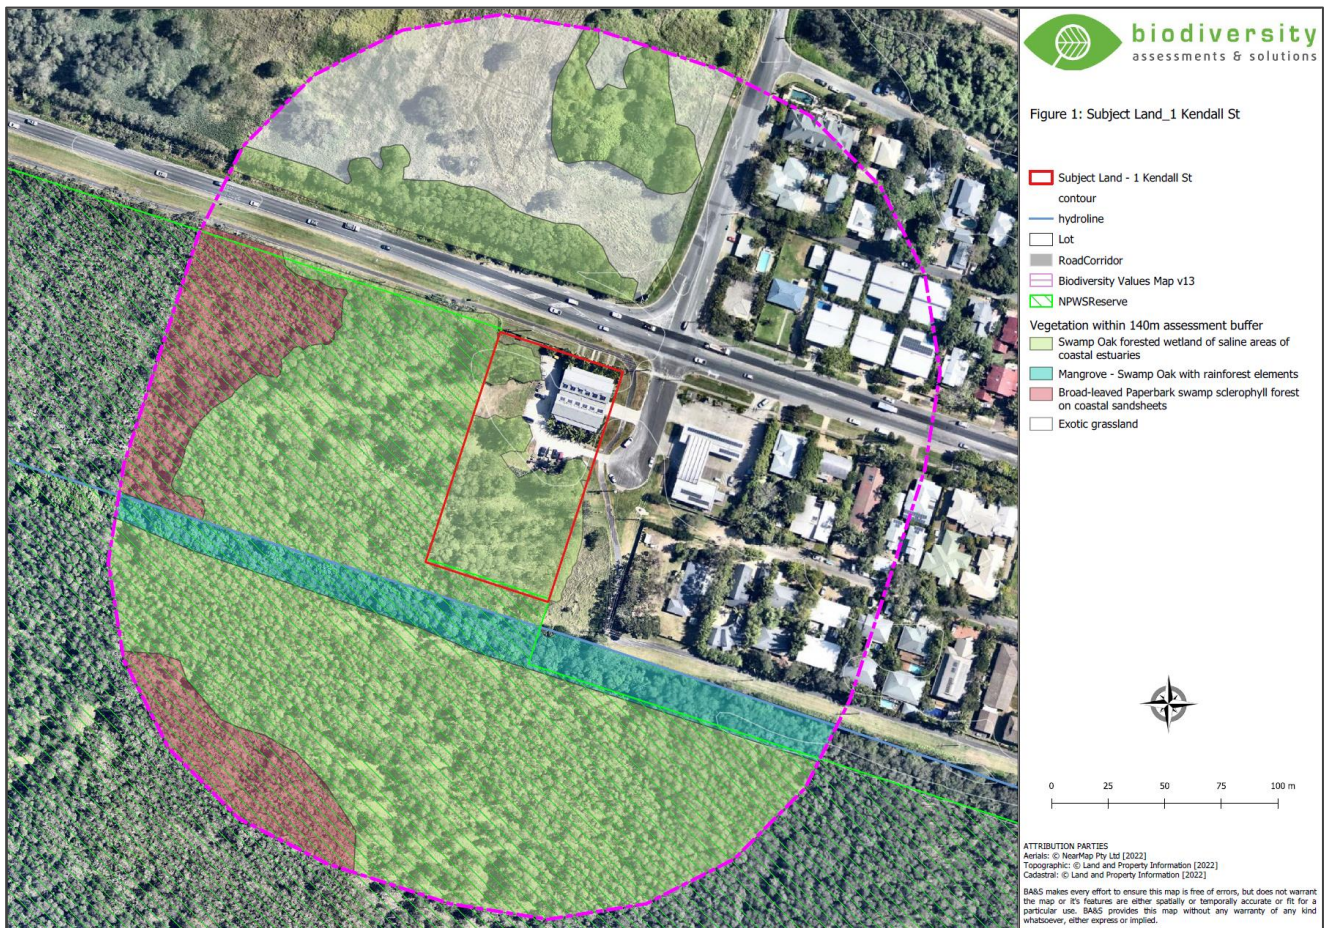 biodiversity
assessments & solutions
Figure 1: Subject Land_1 Kendall St
Subject Land - 1 Kendall St
contour
hydroline
Lot
RoadCorridor
Biodiversity Values Map v13
NPWSReserve
Vegetation within 140m assessment buffer
Swamp Oak forested wetland of saline areas of
coastal estuaries
Mangrove - Swamp Oak with rainforest elements
Broad-leaved Paperbark swamp sclerophyll forest
on coastal sandsheets
Exotic grassland
0 25 50 75 100 m
ATTRIBUTION PARTIES
Aerials: © NearMap Pty Ltd [2022]
Topographic: © Land and Property Information [2022]
Cadastral: © Land and Property Information [2022]
BA&S makes every effort to ensure this map is free of errors, but does not warrant
the map or it's features are either spatially or temporally accurate or fit for a
particular use. BA&S provides this map without any warranty of any kind
whatsoever, either express or implied.